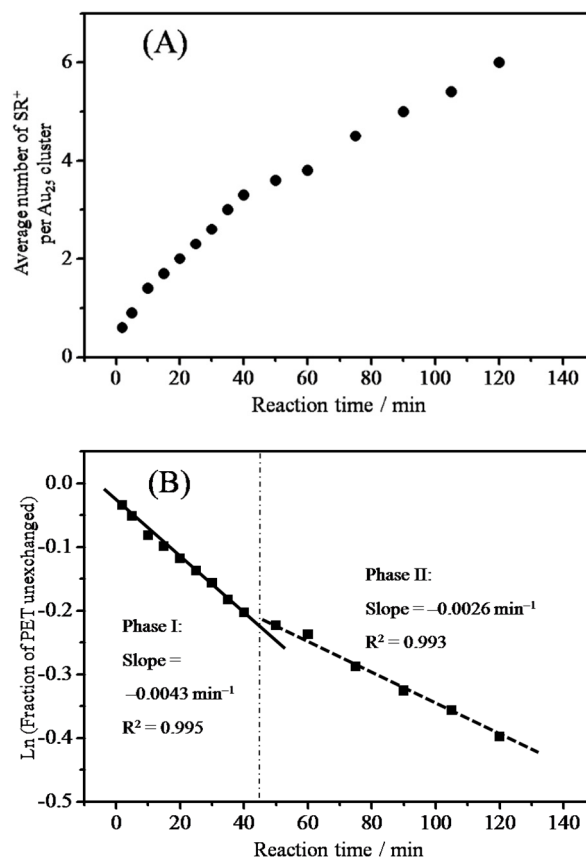 (A)
Average number of SR⁺
per Au₂₅ cluster
6
4
2
0
0 20 40 60 80 100 120 140
Reaction time / min
(B)
Ln (Fraction of PET unexchanged)
0.0
-0.1
-0.2
-0.3
-0.4
-0.5
Phase I:
Slope =
−0.0043 min⁻¹
R² = 0.995
Phase II:
Slope = −0.0026 min⁻¹
R² = 0.993
0 20 40 60 80 100 120 140
Reaction time / min